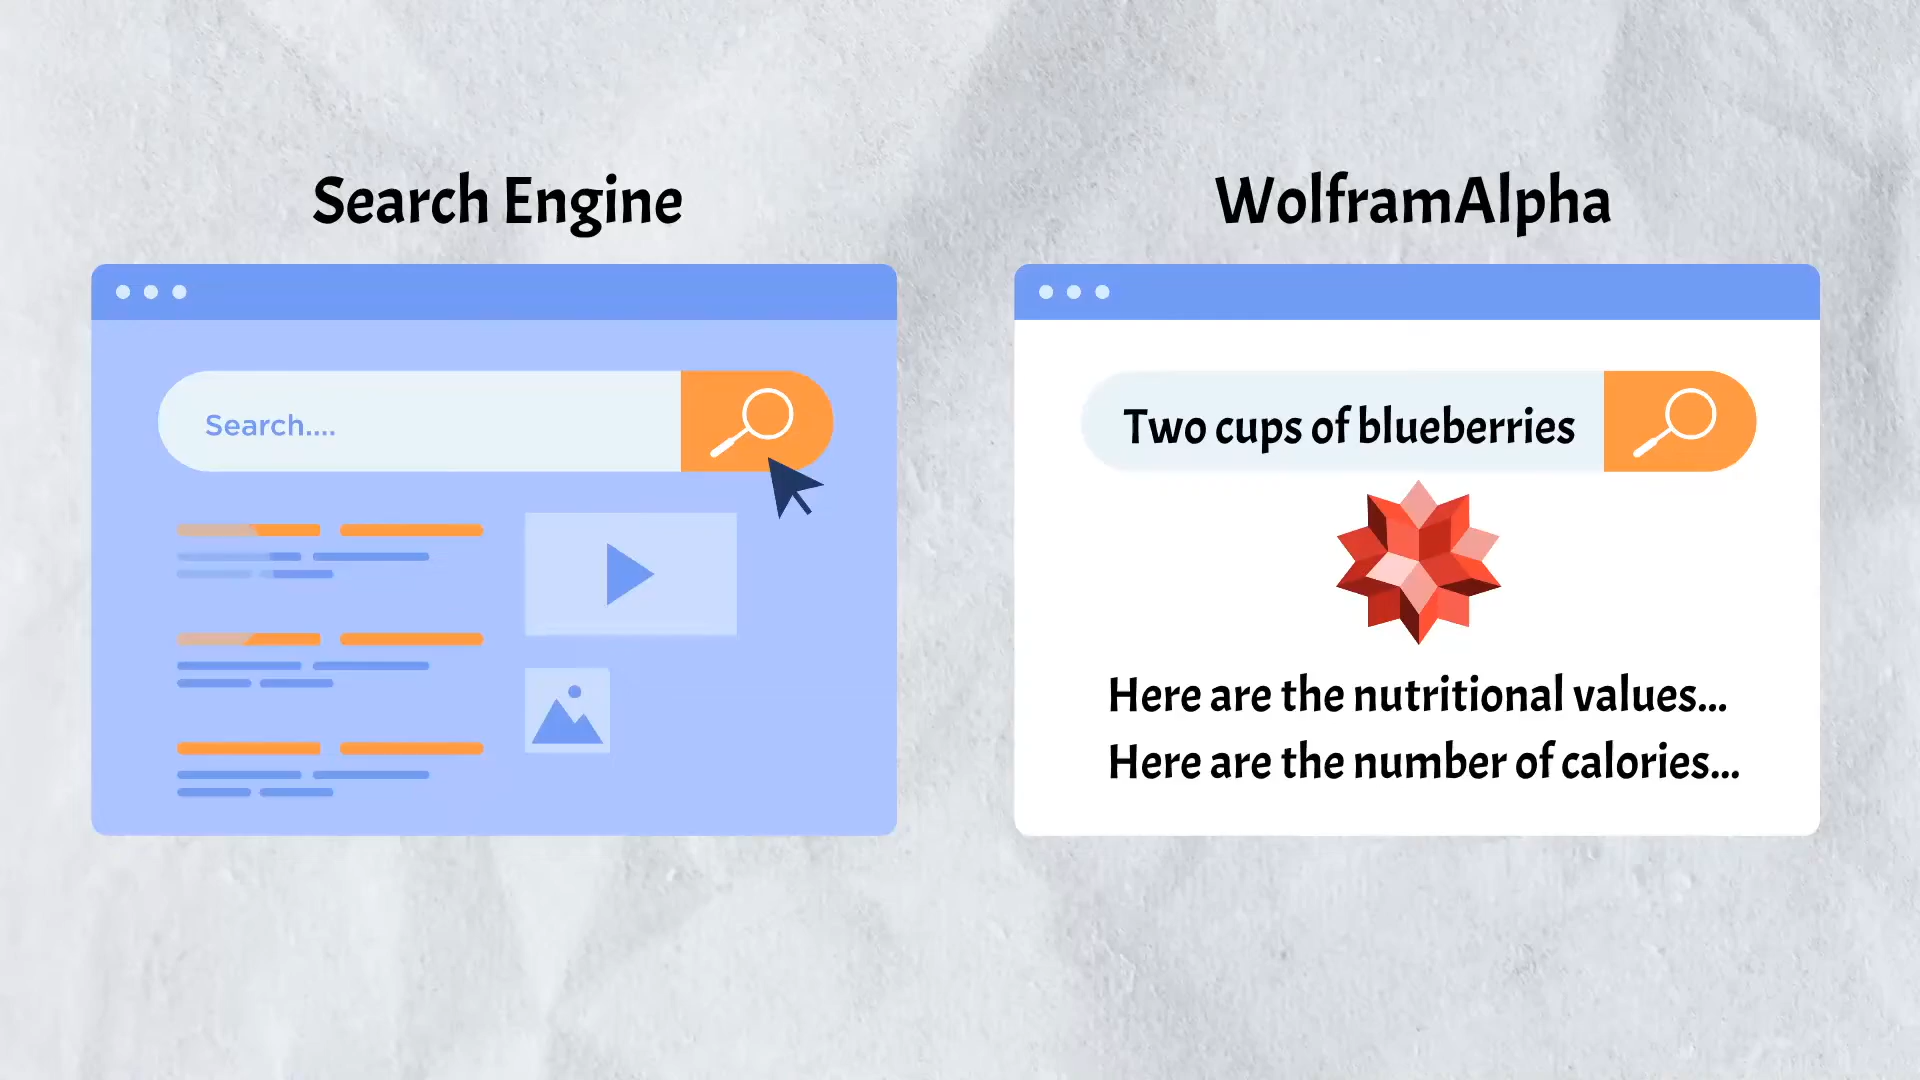 Search Engine
WolframAlpha
Search....
Two cups of blueberries
Here are the nutritional values...
Here are the number of calories...